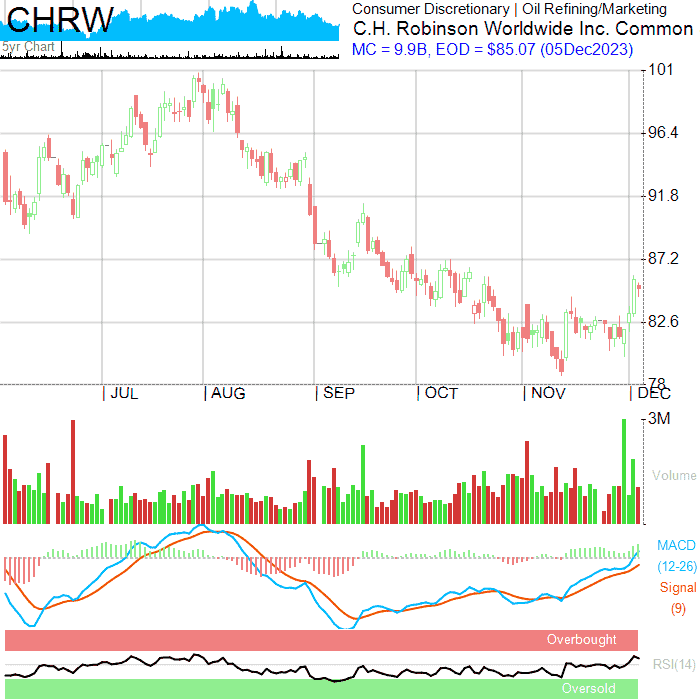 CHRW
5yr Chart
Consumer Discretionary | Oil Refining/Marketing
C.H. Robinson Worldwide Inc. Common
MC = 9.9B, EOD = $85.07 (05Dec2023)
101
96.4
91.8
87.2
82.6
78
JUL AUG SEP OCT NOV DEC
3M
Volume
MACD
(12-26)
Signal
(9)
Overbought
RSI(14)
Oversold